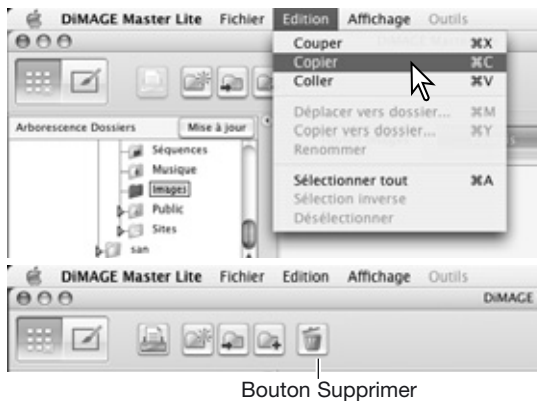 DiMAGE Master Lite Fichier Edition Affichage Outils
Couper ⌘X
Copier ⌘C
Coller ⌘V
Déplacer vers dossier... ⌘M
Copier vers dossier... ⌘Y
Renommer
Sélectionner tout ⌘A
Sélection inverse
Désélectionner
Arborescence Dossiers Mise à jour
Séquences
Musique
Images
Public
Sites
san
DiMAGE Master Lite Fichier Edition Affichage Outils
DiMAGE
Bouton Supprimer